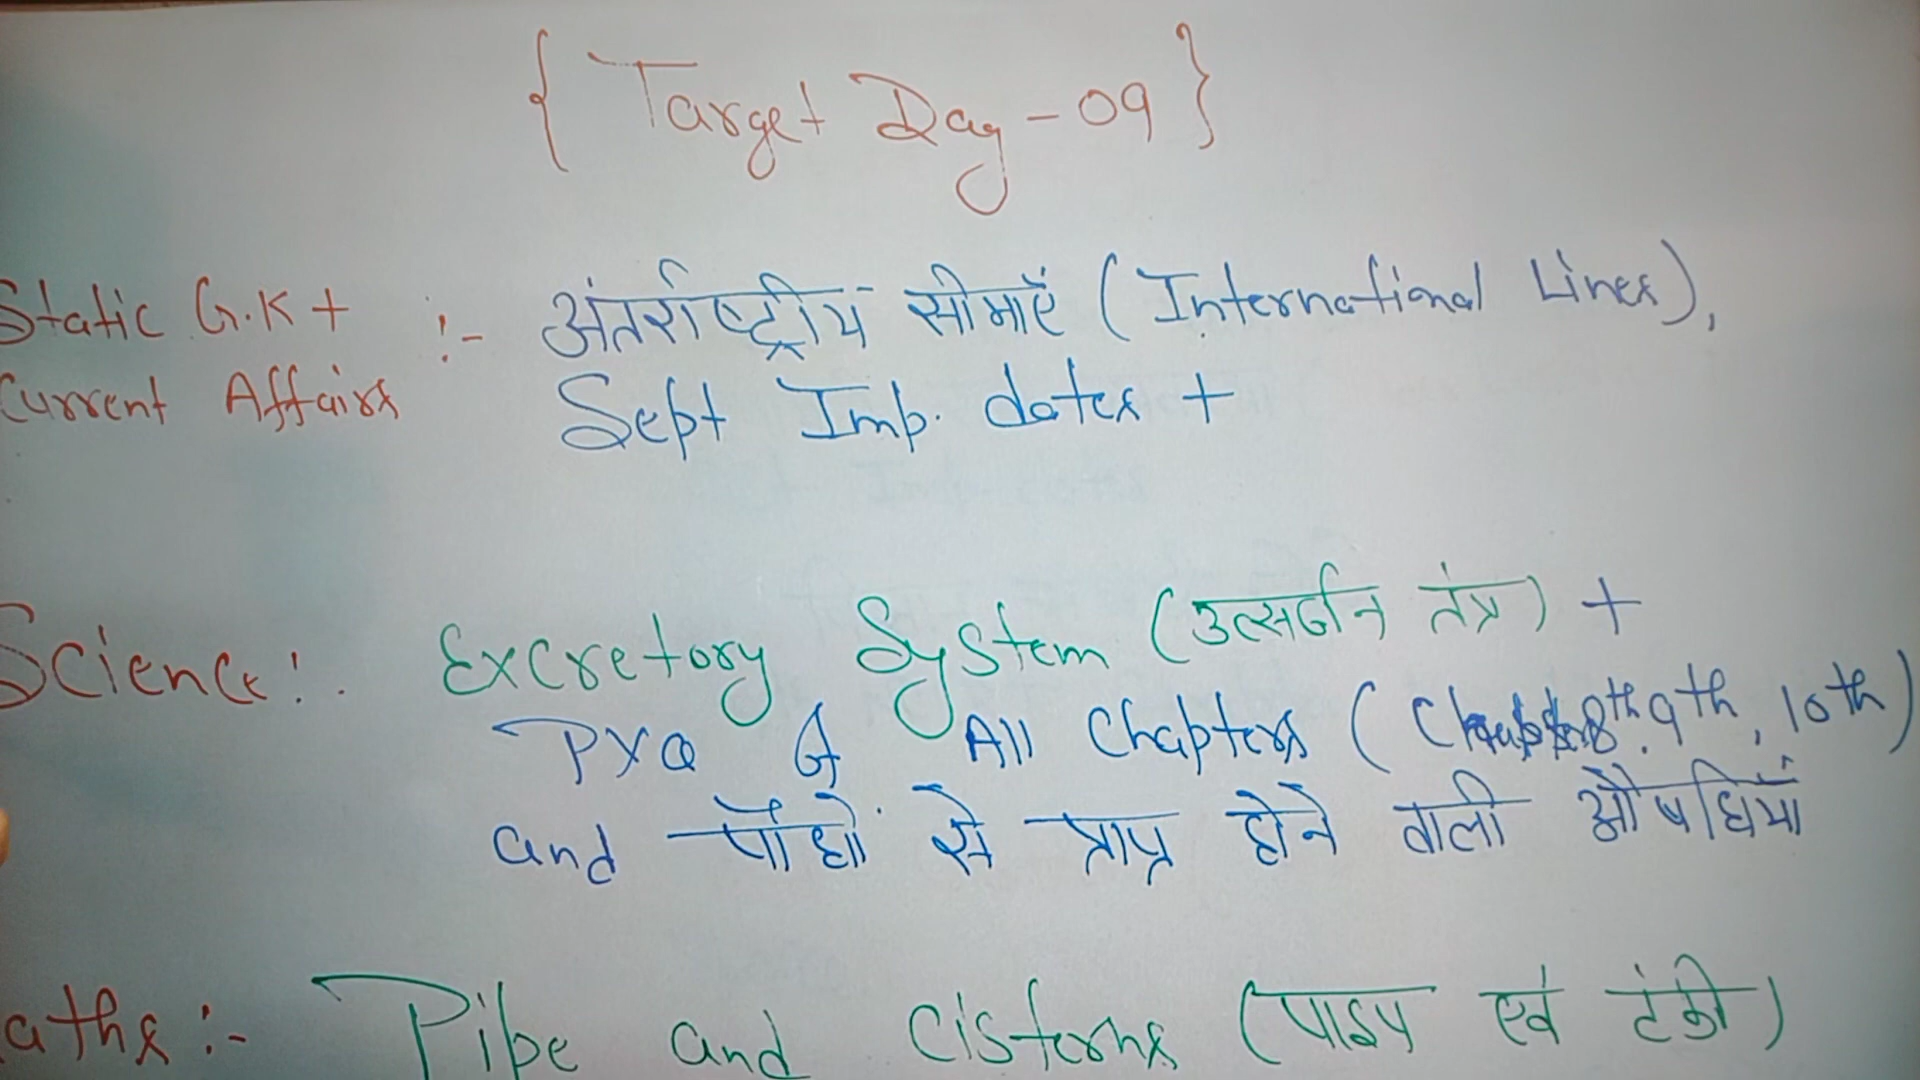 { Target Day - 09 }
Static G.K + :- अंतर्राष्ट्रीय सीमाएँ ( International Lines ),
Current Affairs Sept Imp. dates +
Science :- Excretory System ( उत्सर्जन तंत्र ) +
PYQ of All Chapters ( 8th, 9th, 10th )
and पौधों से प्राप्त होने वाली औषधियाँ
aths :- Pipe and Cisterns ( पाइप एवं टंकी )